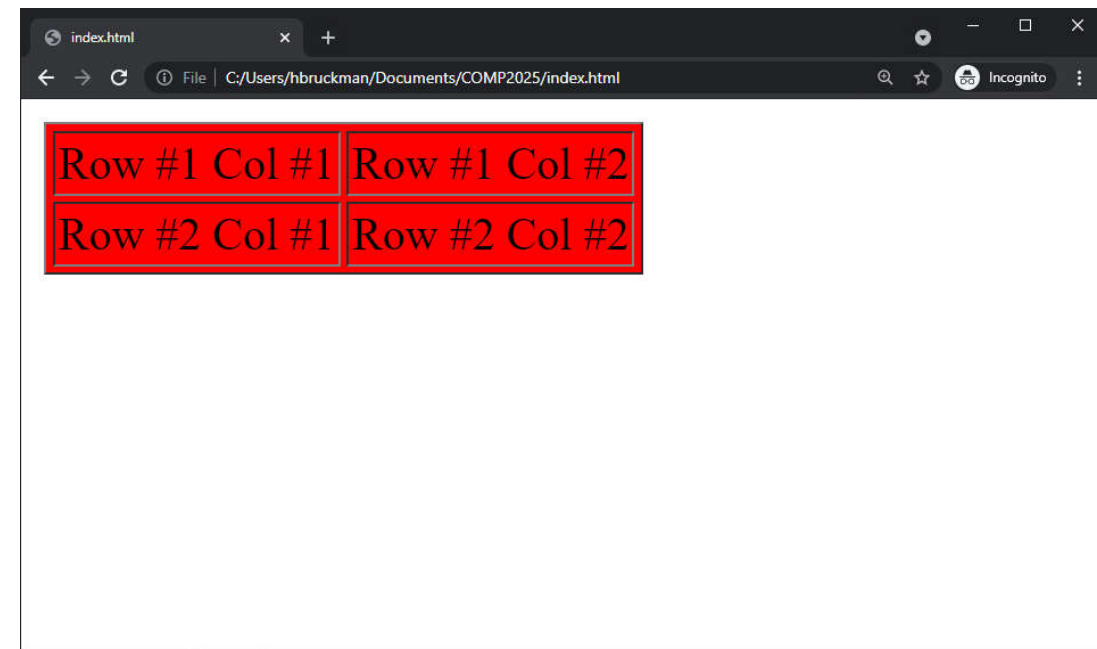 index.html
File C:/Users/hbruckman/Documents/COMP2025/index.html Incognito
Row #1 Col #1 Row #1 Col #2
Row #2 Col #1 Row #2 Col #2